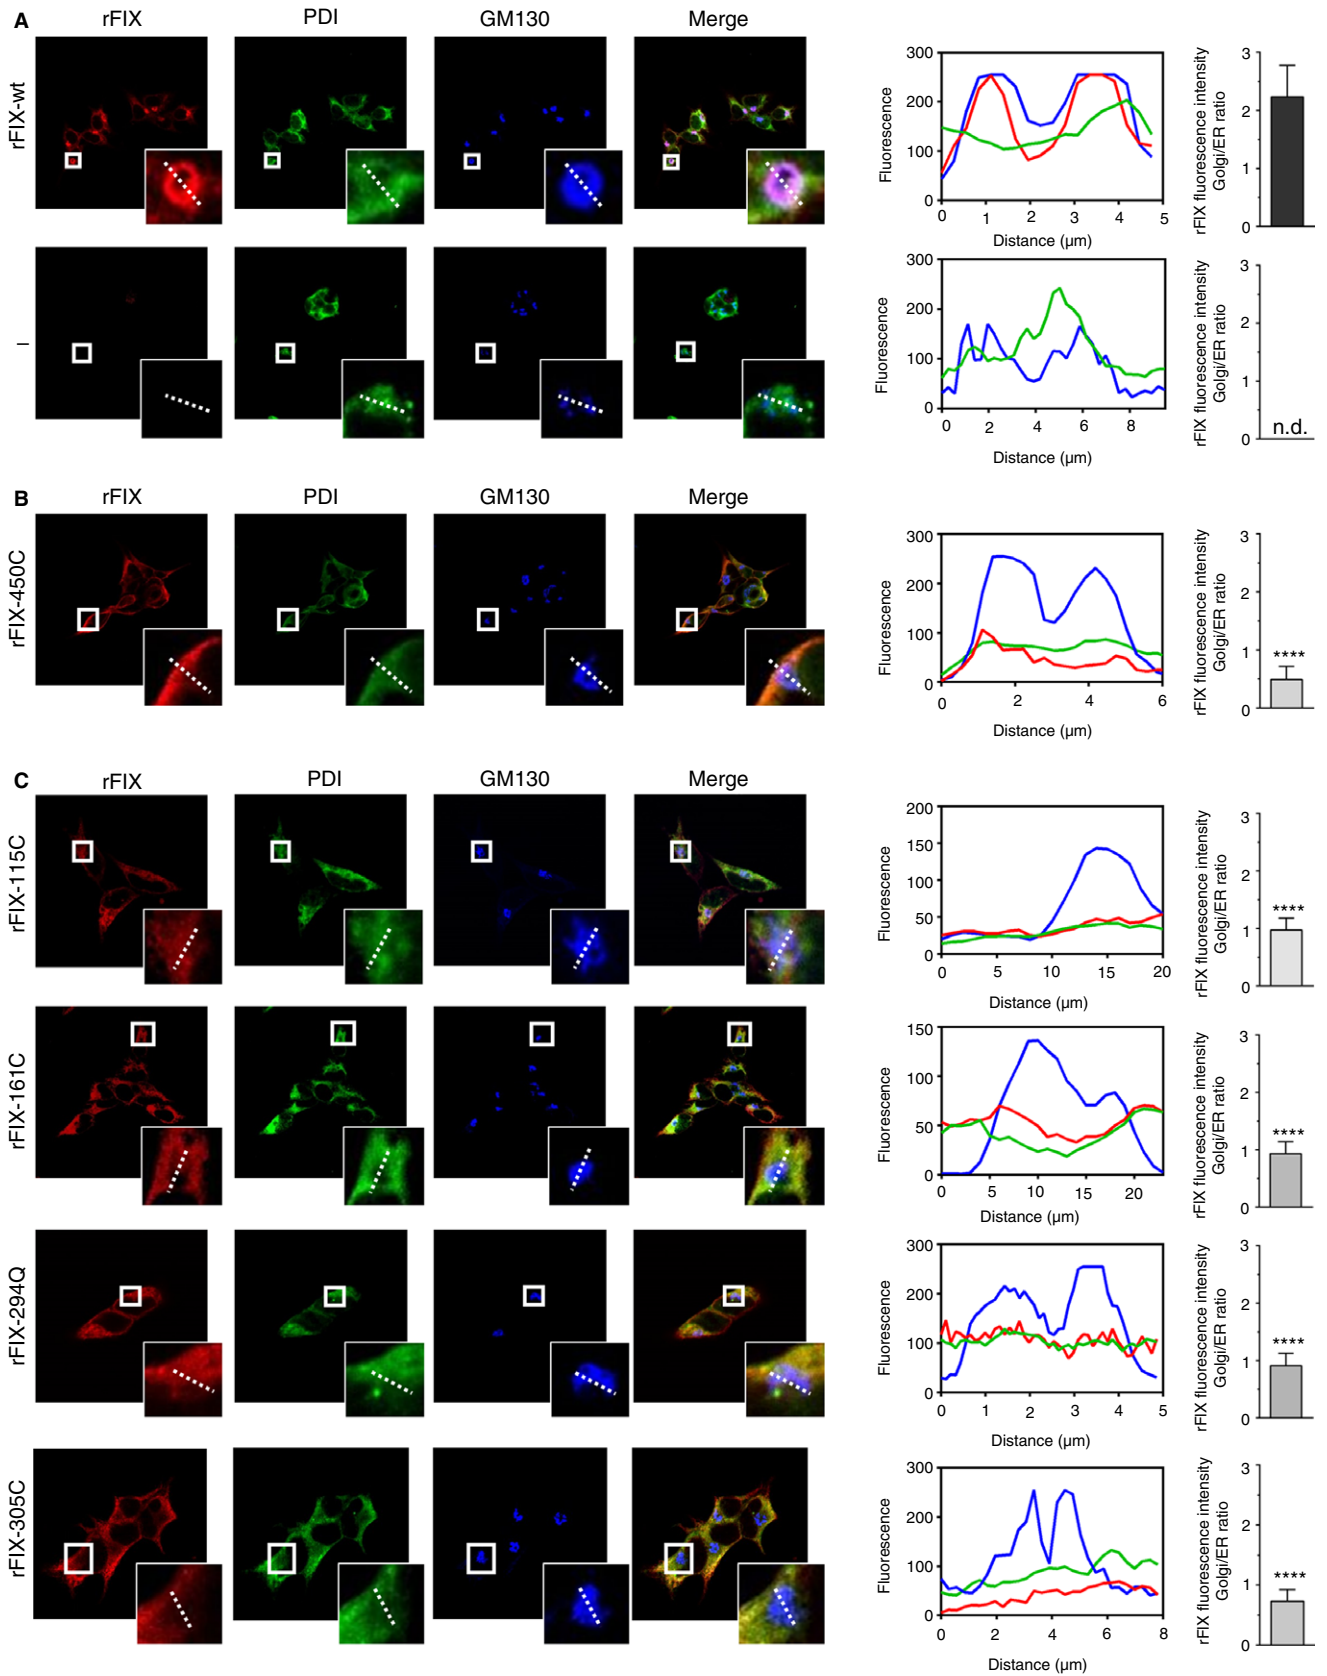 A
rFIX PDI GM130 Merge
rFIX-wt
300
200
100
0
Fluorescence
0 1 2 3 4 5
Distance (µm)
3
2
1
0
rFIX fluorescence intensity
Golgi/ER ratio
–
300
200
100
0
Fluorescence
0 2 4 6 8
Distance (µm)
3
2
1
0
rFIX fluorescence intensity
Golgi/ER ratio
n.d.
B
rFIX PDI GM130 Merge
rFIX-450C
300
200
100
0
Fluorescence
0 2 4 6
Distance (µm)
3
2
1
0
rFIX fluorescence intensity
Golgi/ER ratio
****
C
rFIX PDI GM130 Merge
rFIX-115C
200
150
100
50
0
Fluorescence
0 5 10 15 20
Distance (µm)
3
2
1
0
rFIX fluorescence intensity
Golgi/ER ratio
****
rFIX-161C
150
100
50
0
Fluorescence
0 5 10 15 20
Distance (µm)
3
2
1
0
rFIX fluorescence intensity
Golgi/ER ratio
****
rFIX-294Q
300
200
100
0
Fluorescence
0 1 2 3 4 5
Distance (µm)
3
2
1
0
rFIX fluorescence intensity
Golgi/ER ratio
****
rFIX-305C
300
200
100
0
Fluorescence
0 2 4 6 8
Distance (µm)
3
2
1
0
rFIX fluorescence intensity
Golgi/ER ratio
****